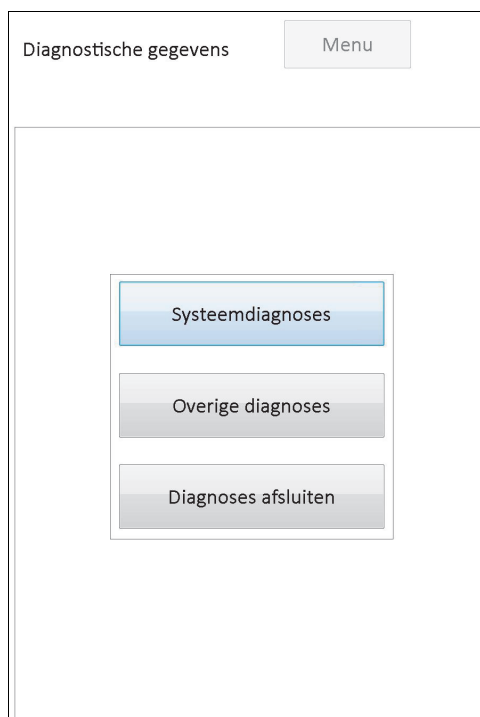 Diagnostische gegevens
Menu
Systeemdiagnoses
Overige diagnoses
Diagnoses afsluiten